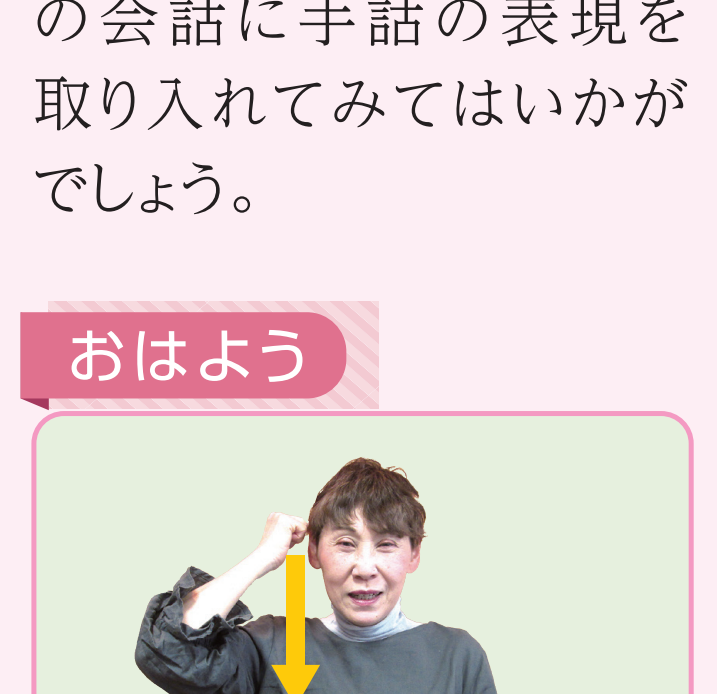 の会話に手話の表現を
取り入れてみてはいかが
でしょう。
おはよう